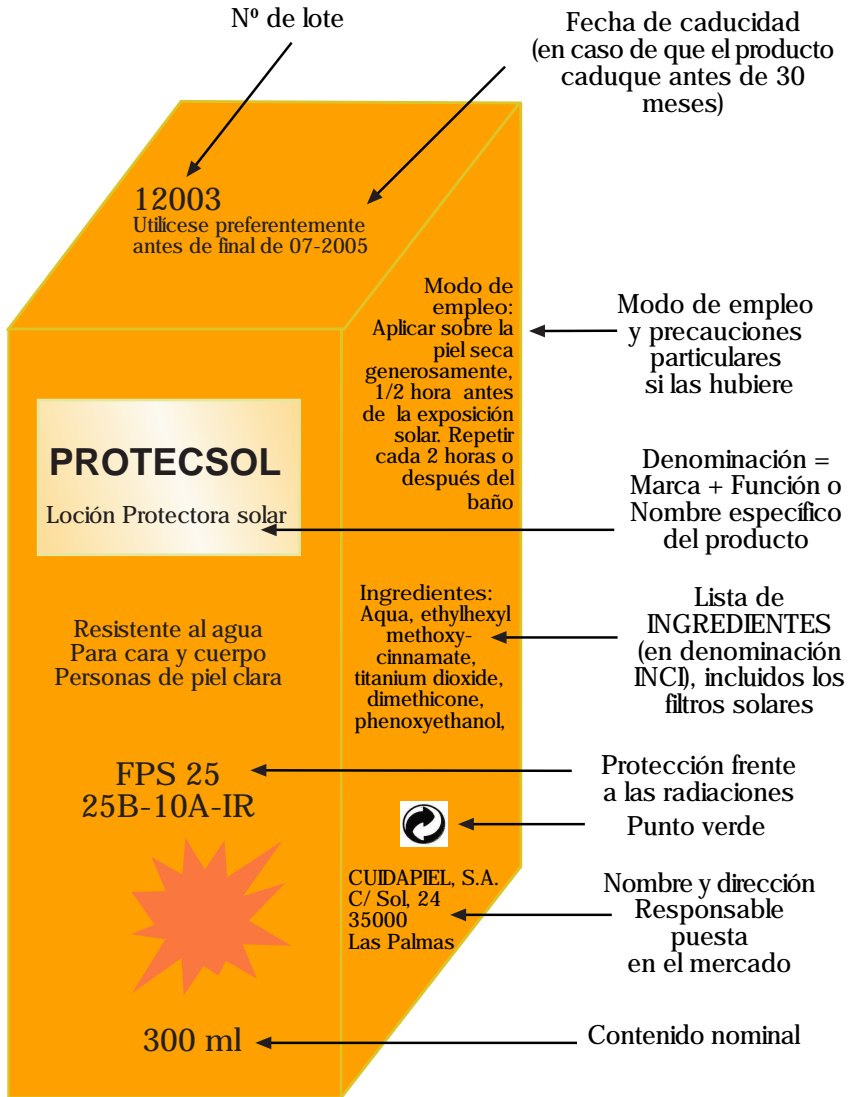 Nº de lote
Fecha de caducidad
(en caso de que el producto
caduque antes de 30
meses)
12003
Utilícese preferentemente
antes de final de 07-2005
Modo de
empleo:
Aplicar sobre la
piel seca
generosamente,
1/2 hora antes
de la exposición
solar. Repetir
cada 2 horas o
después del
baño
Modo de empleo
y precauciones
particulares
si las hubiere
PROTECSOL
Loción Protectora solar
Denominación =
Marca + Función o
Nombre específico
del producto
Resistente al agua
Para cara y cuerpo
Personas de piel clara
Ingredientes:
Aqua, ethylhexyl
methoxy-
cinnamate,
titanium dioxide,
dimethicone,
phenoxyethanol,
Lista de
INGREDIENTES
(en denominación
INCI), incluidos los
filtros solares
FPS 25
25B-10A-IR
Protección frente
a las radiaciones
Punto verde
CUIDAPIEL, S.A.
C/ Sol, 24
35000
Las Palmas
Nombre y dirección
Responsable
puesta
en el mercado
300 ml
Contenido nominal